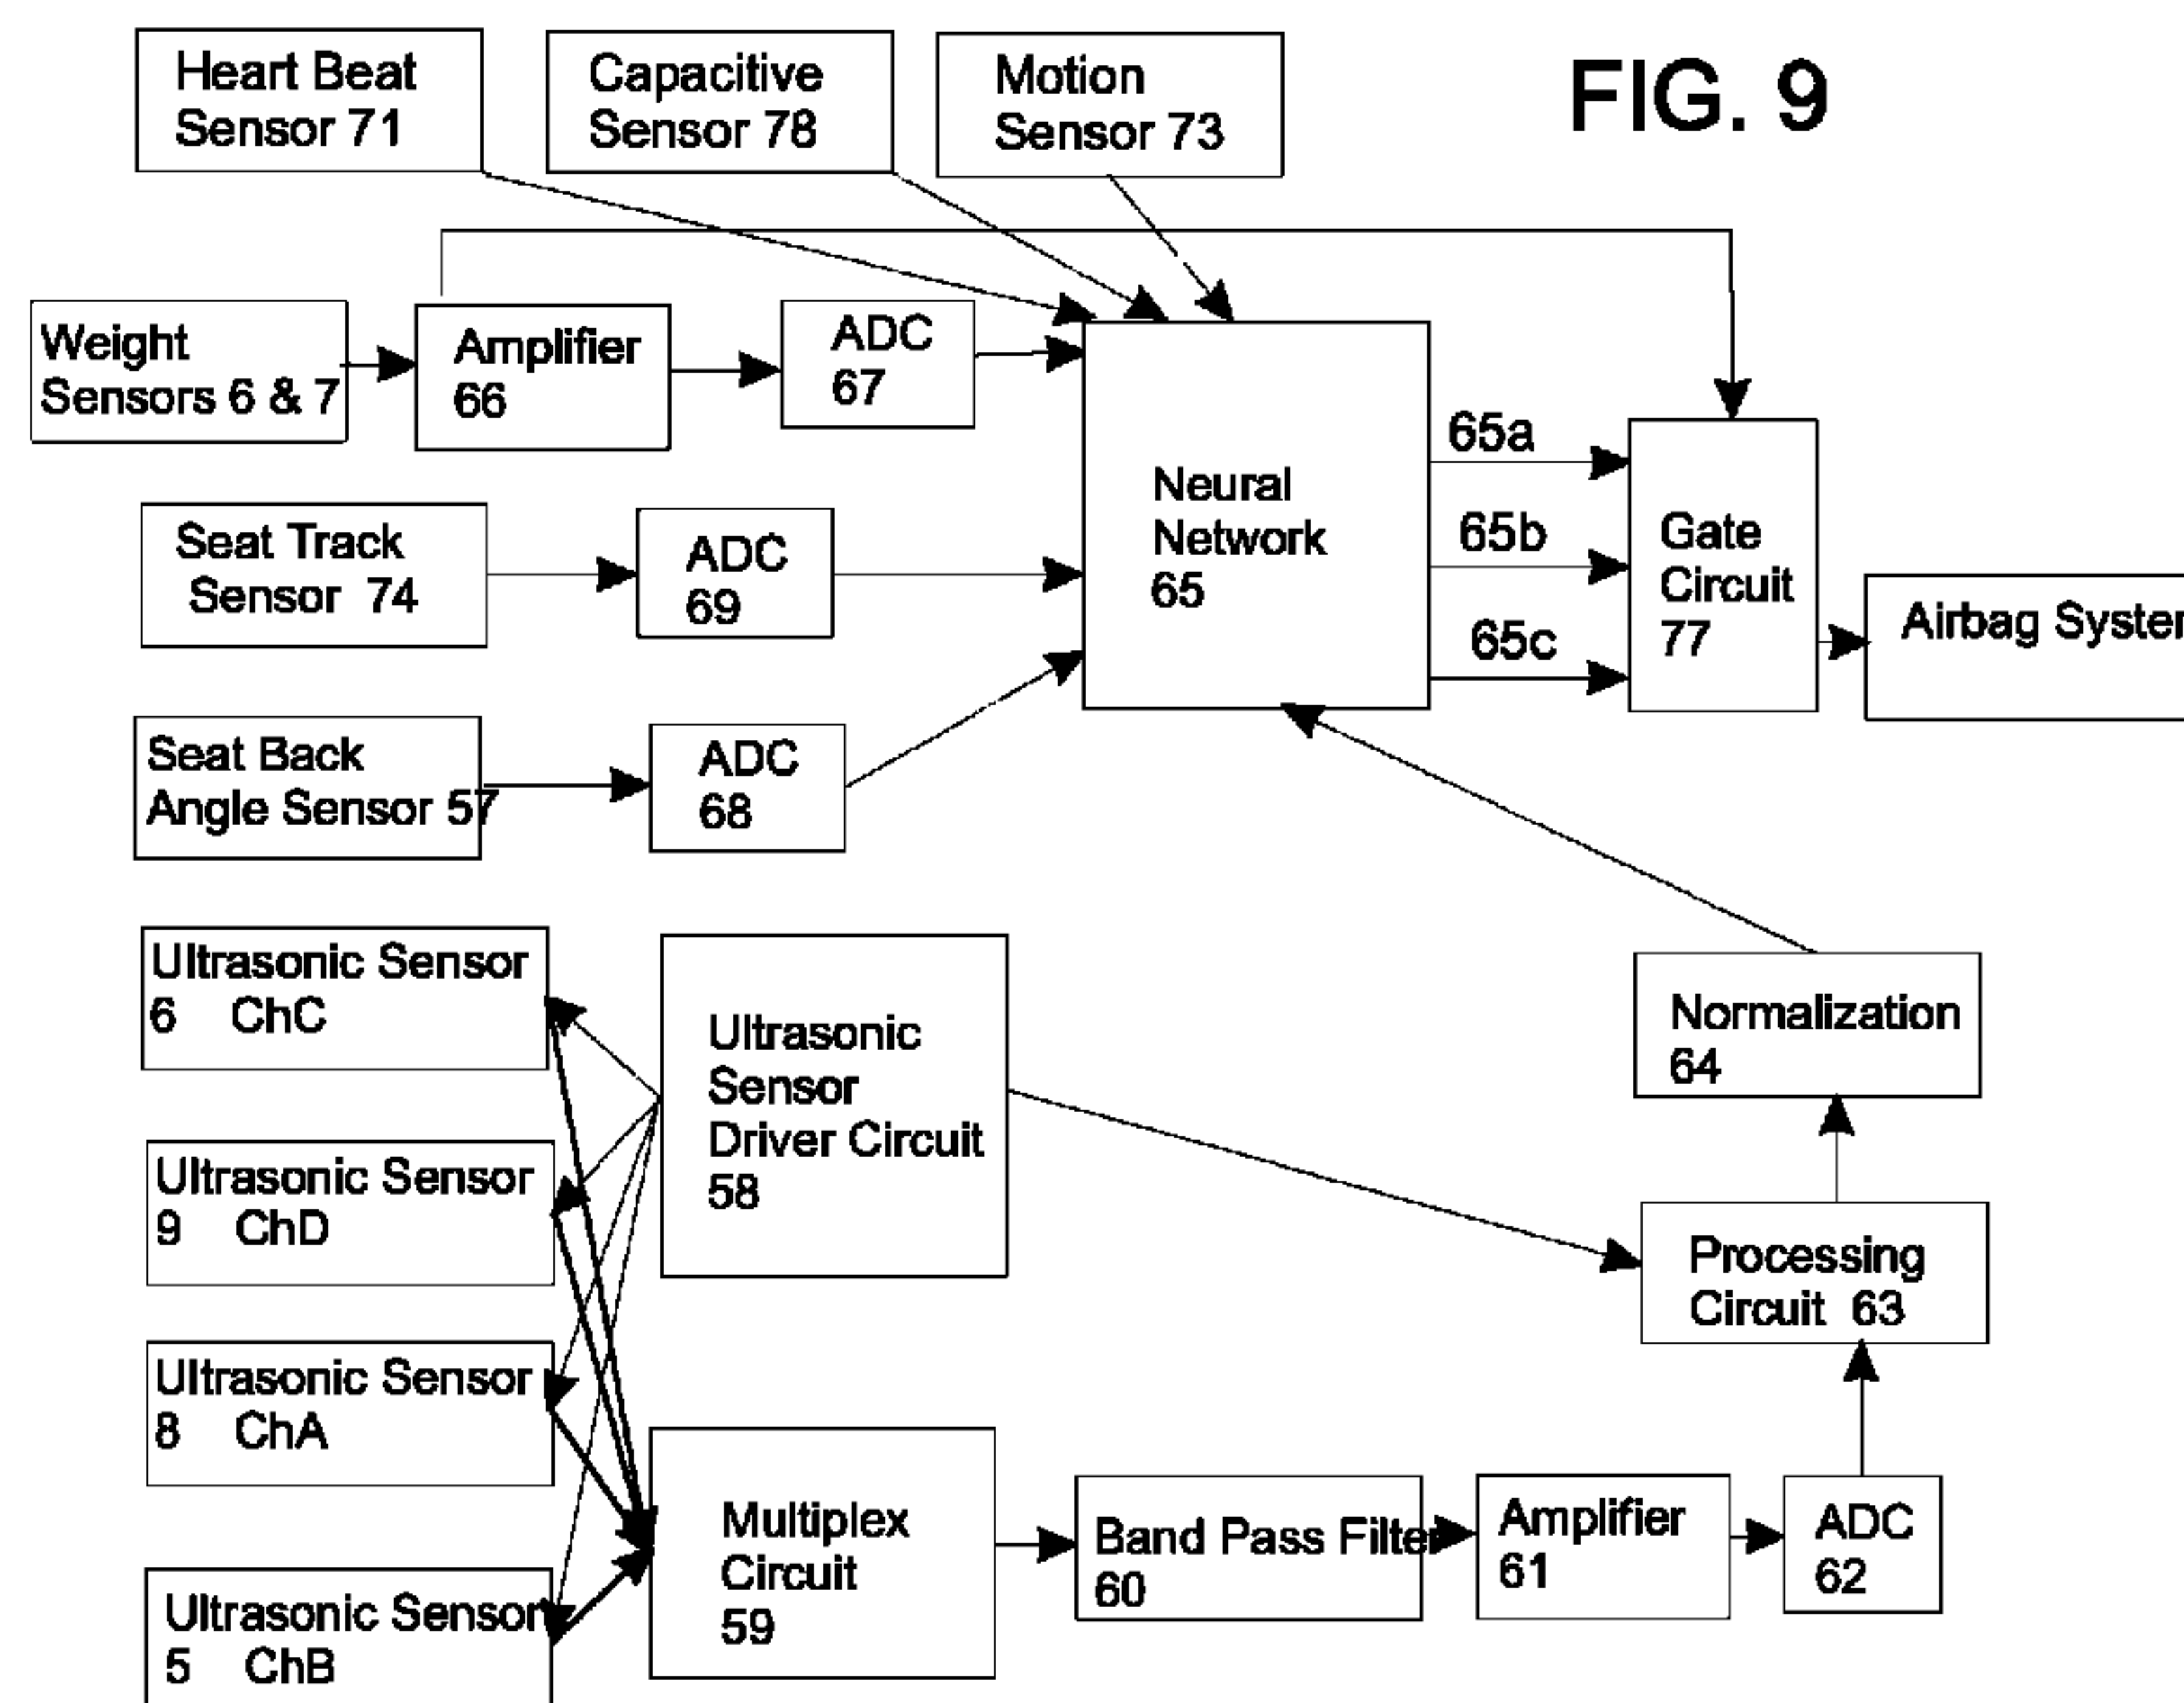 FIG. 9
Heart Beat
Sensor 71
Capacitive
Sensor 78
Motion
Sensor 73
Weight
Sensors 6 & 7
Amplifier
66
ADC
67
Neural
Network
65
65a
65b
65c
Gate
Circuit
77
Airbag System
Seat Track
Sensor 74
ADC
69
Seat Back
Angle Sensor 57
ADC
68
Ultrasonic Sensor
6 ChC
Ultrasonic
Sensor
Driver Circuit
58
Normalization
64
Ultrasonic Sensor
9 ChD
Processing
Circuit 63
Ultrasonic Sensor
8 ChA
Multiplex
Circuit
59
Band Pass Filter
60
Amplifier
61
ADC
62
Ultrasonic Sensor
5 ChB